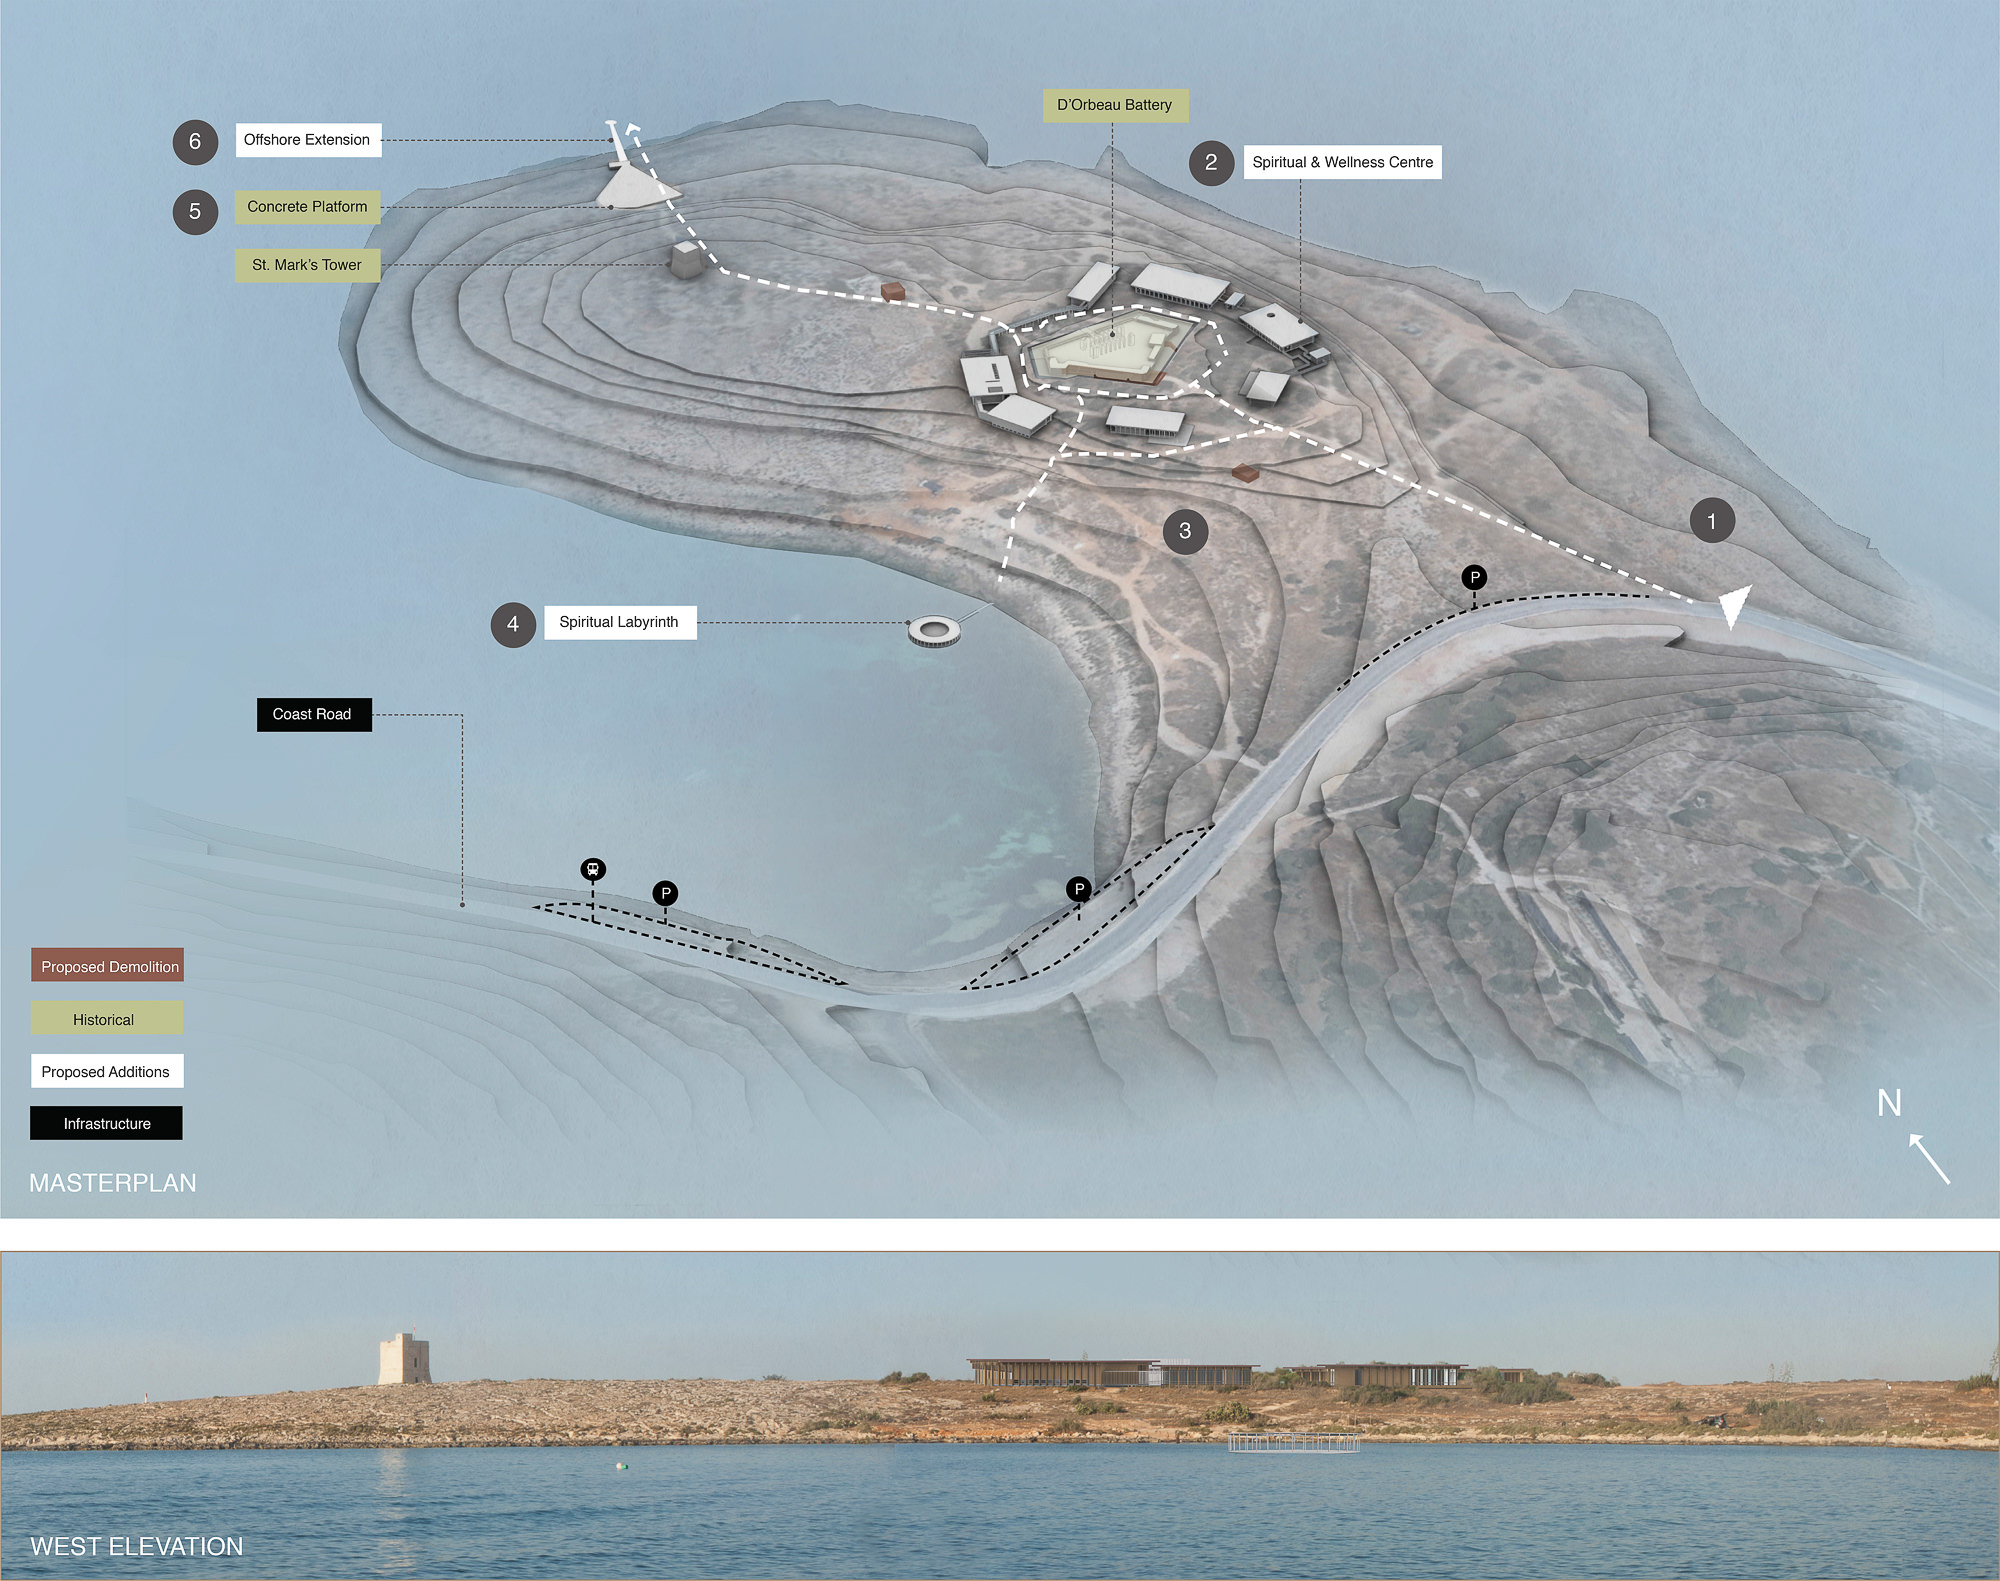 D'Orbeau Battery
6
Offshore Extension
2
Spiritual & Wellness Centre
5
Concrete Platform
St. Mark's Tower
3
1
P
4
Spiritual Labyrinth
Coast Road
P
P
Proposed Demolition
Historical
Proposed Additions
Infrastructure
N
MASTERPLAN
WEST ELEVATION